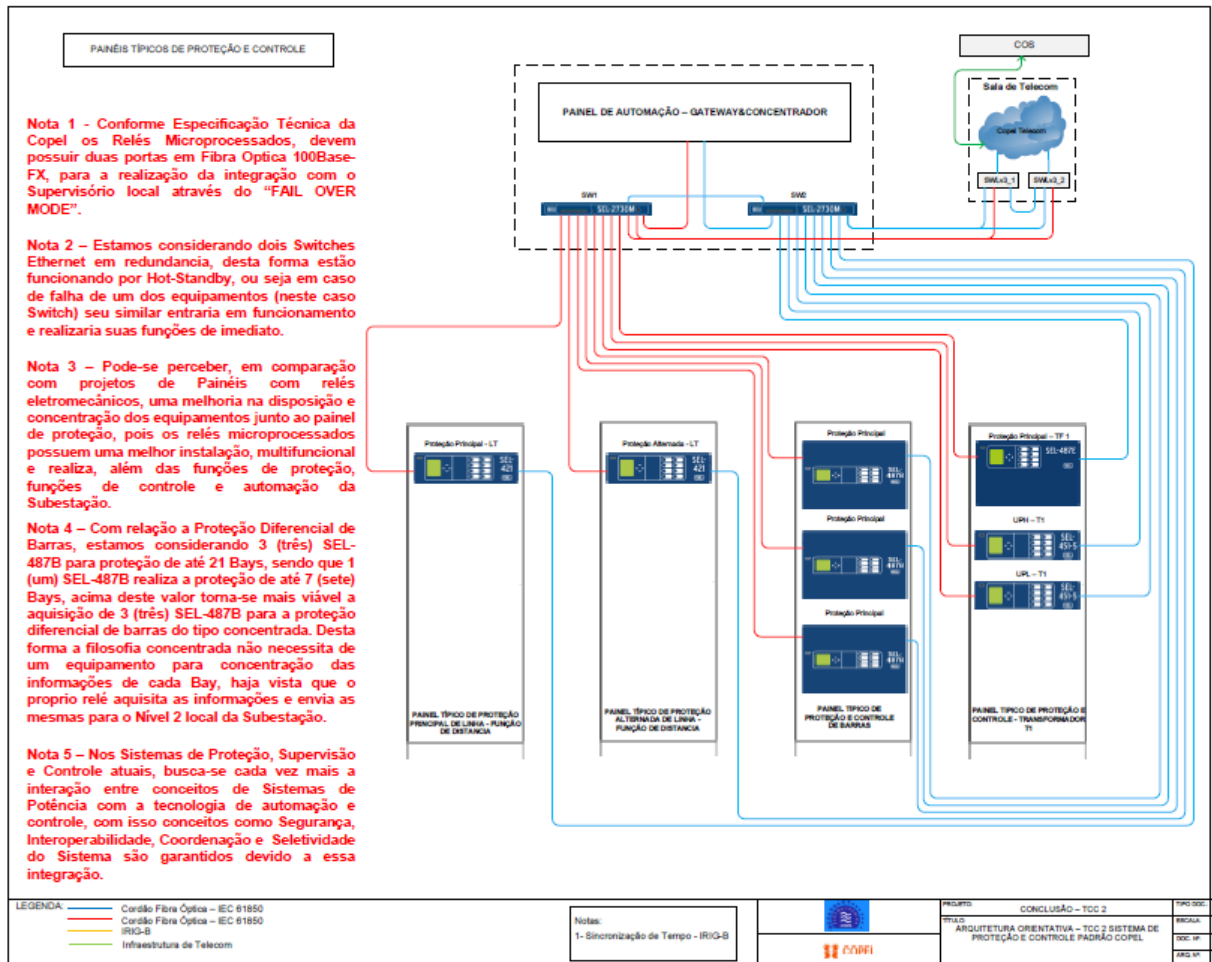 PAINÉIS TÍPICOS DE PROTEÇÃO E CONTROLE
Nota 1 - Conforme Especificação Técnica da
Copel os Relés Microprocessados, devem
possuir duas portas em Fibra Optica 100Base-
FX, para a realização da integração com o
Supervisório local através do “FAIL OVER
MODE”.
Nota 2 – Estamos considerando dois Switches
Ethernet em redundancia, desta forma estão
funcionando por Hot-Standby, ou seja em caso
de falha de um dos equipamentos (neste caso
Switch) seu similar entraria em funcionamento
e realizaria suas funções de imediato.
Nota 3 – Pode-se perceber, em comparação
com projetos de Painéis com relés
eletromecânicos, uma melhoria na disposição e
concentração dos equipamentos junto ao painel
de proteção, pois os relés microprocessados
possuem uma melhor instalação, multifuncional
e realiza, além das funções de proteção,
funções de controle e automação da
Subestação.
Nota 4 – Com relação a Proteção Diferencial de
Barras, estamos considerando 3 (três) SEL-
487B para proteção de até 21 Bays, sendo que 1
(um) SEL-487B realiza a proteção de até 7 (sete)
Bays, acima deste valor torna-se mais viável a
aquisição de 3 (três) SEL-487B para a proteção
diferencial de barras do tipo concentrada. Desta
forma a filosofia concentrada não necessita de
um equipamento para concentração das
informações de cada Bay, haja vista que o
proprio relé aquisita as informações e envia as
mesmas para o Nível 2 local da Subestação.
Nota 5 – Nos Sistemas de Proteção, Supervisão
e Controle atuais, busca-se cada vez mais a
interação entre conceitos de Sistemas de
Potência com a tecnologia de automação e
controle, com isso conceitos como Segurança,
Interoperabilidade, Coordenação e Seletividade
do Sistema são garantidos devido a essa
integração.
COS
Sala de Telecom
Copel Telecom
SWLv3_1
SWLv3_2
PAINEL DE AUTOMAÇÃO – GATEWAY&CONCENTRADOR
SW1
SEL-2730M
SW2
SEL-2730M
Proteção Principal - LT
SEL-
421
PAINEL TÍPICO DE PROTEÇÃO
PRINCIPAL DE LINHA - FUNÇÃO
DE DISTANCIA
Proteção Alternada - LT
SEL-
421
PAINEL TÍPICO DE PROTEÇÃO
ALTERNADA DE LINHA –
FUNÇÃO DE DISTANCIA
Proteção Principal
SEL-
487B
Proteção Principal
SEL-
487B
Proteção Principal
SEL-
487B
PAINEL TÍPICO DE
PROTEÇÃO E CONTROLE
DE BARRAS
Proteção Principal – TF 1
SEL-487E
UPH – T1
SEL-
451-5
UPL – T1
SEL-
451-5
PAINEL TÍPICO DE PROTEÇÃO E
CONTROLE - TRANSFORMADOR
T1
LEGENDA:
Cordão Fibra Óptica – IEC 61850
Cordão Fibra Óptica – IEC 61850
IRIG-B
Infraestrutura de Telecom
Notas:
1- Sincronização de Tempo - IRIG-B
COPEL
PROJETO:
CONCLUSÃO – TCC 2
TÍTULO:
ARQUITETURA ORIENTATIVA – TCC 2 SISTEMA DE
PROTEÇÃO E CONTROLE PADRÃO COPEL
TIPO DOC.:
ESCALA:
DOC. Nº:
ARQ. Nº: